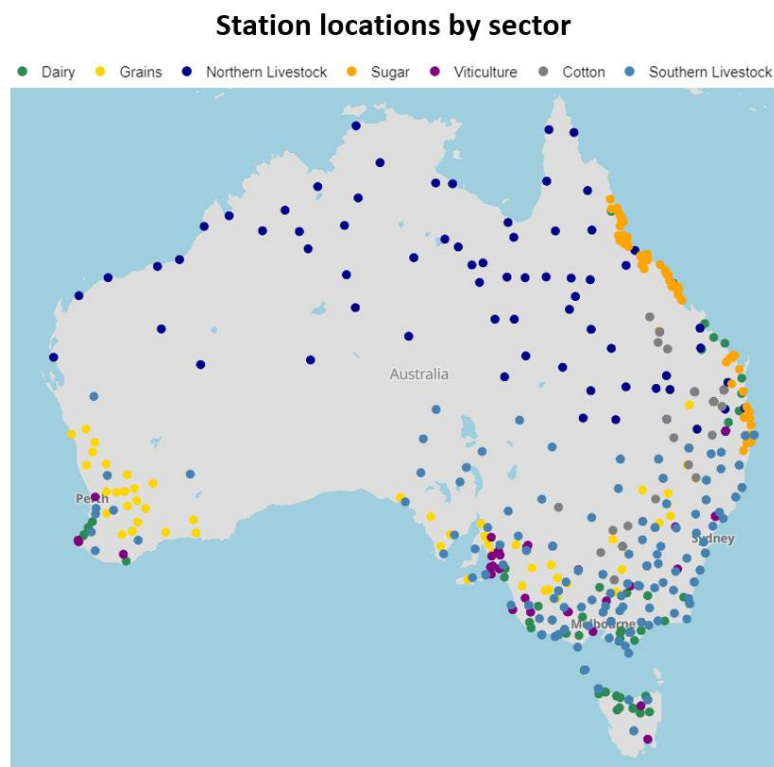 Station locations by sector
Dairy Grains Northern Livestock Sugar Viticulture Cotton Southern Livestock
Australia
Perth
Sydney
Melbourne